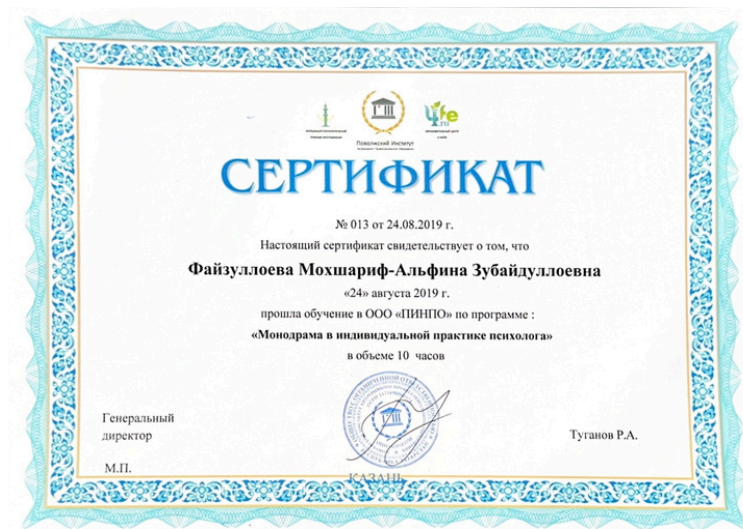 Поволжский Институт
СЕРТИФИКАТ
№ 013 от 24.08.2019 г.
Настоящий сертификат свидетельствует о том, что
Файзуллоева Мохшариф-Альфина Зубайдуллоевна
«24» августа 2019 г.
прошла обучение в ООО «ПИНПО» по программе :
«Монодрама в индивидуальной практике психолога»
в объеме 10 часов
Генеральный
директор
Туганов Р.А.
М.П.
КАЗАНЬ